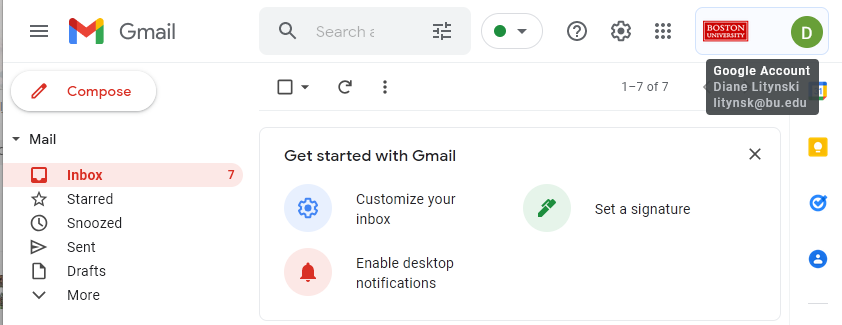 Gmail
Search a
BOSTON
UNIVERSITY
D
Compose
1–7 of 7
Google Account
Diane Litynski
litynsk@bu.edu
Mail
Inbox 7
Starred
Snoozed
Sent
Drafts
More
Get started with Gmail
Customize your
inbox
Set a signature
Enable desktop
notifications